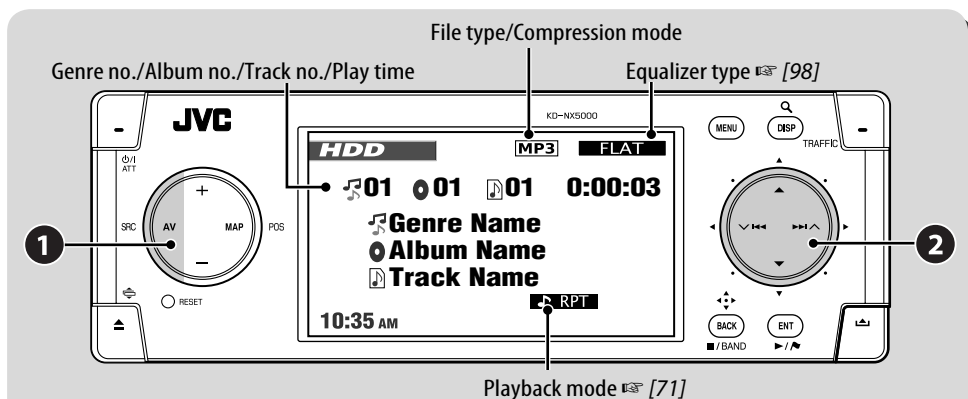 File type/Compression mode
Genre no./Album no./Track no./Play time
Equalizer type ☞ [98]
JVC
KD-NX5000
MENU
DISP
TRAFFIC
HDD
MP3
FLAT
⏻/I
ATT
01 01 01 0:00:03
+
SRC
AV
MAP
POS
–
1
2
Genre Name
Album Name
Track Name
RPT
RESET
10:35 AM
BACK
ENT
■/BAND
Playback mode ☞ [71]